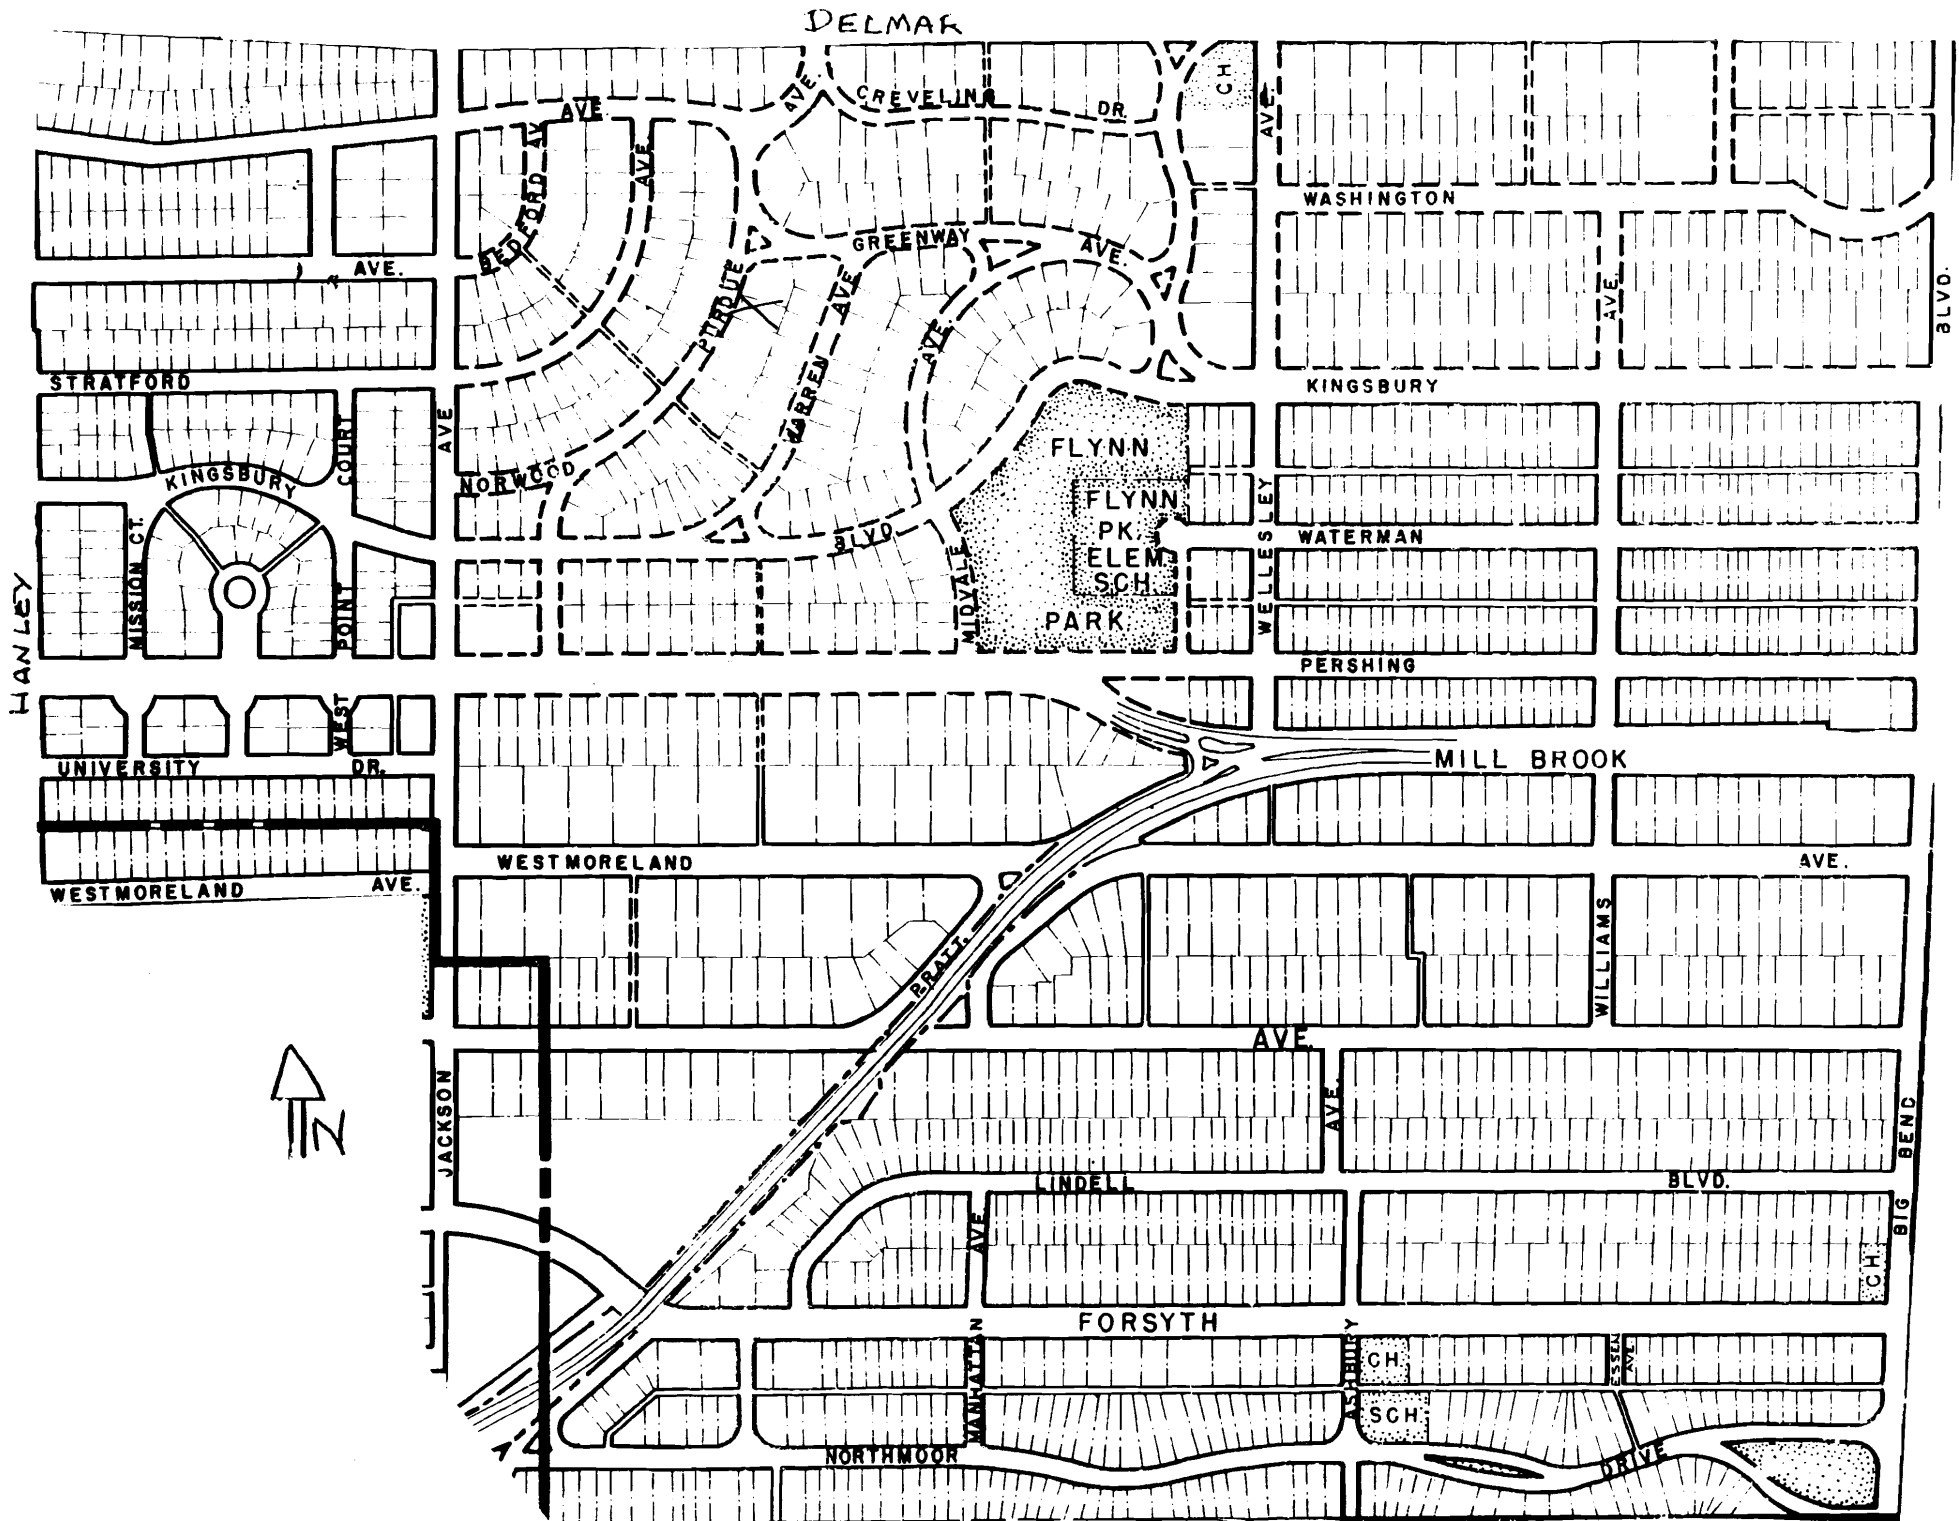 DELMAR
CREVELING
DR.
AVE.
AVE.
AVE.
BEDFORD AV
AVE.
CH
AVE.
WASHINGTON
GREENWAY
AVE.
AVE.
PURDUE
WARREN
AVE.
AVE.
AVE.
BLVD.
STRATFORD
KINGSBURY
AVE
COURT
KINGSBURY
NORWOOD
BLVD
FLYNN
FLYNN
PK.
ELEM.
SCH.
PARK
WELLESLEY
WATERMAN
MISSION CT.
POINT
HANLEY
MIDVALE
PERSHING
WEST
UNIVERSITY
DR.
MILL BROOK
WESTMORELAND
AVE.
WESTMORELAND
AVE.
WILLIAMS
PRATT
AVE.
N
JACKSON
AVE.
BIG BEND
LINDELL
BLVD.
AVE.
CH
FORSYTH
MANHATTAN
ASHBURY
CH.
ESSEN
AVE.
SCH
NORTHMOOR
DRIVE